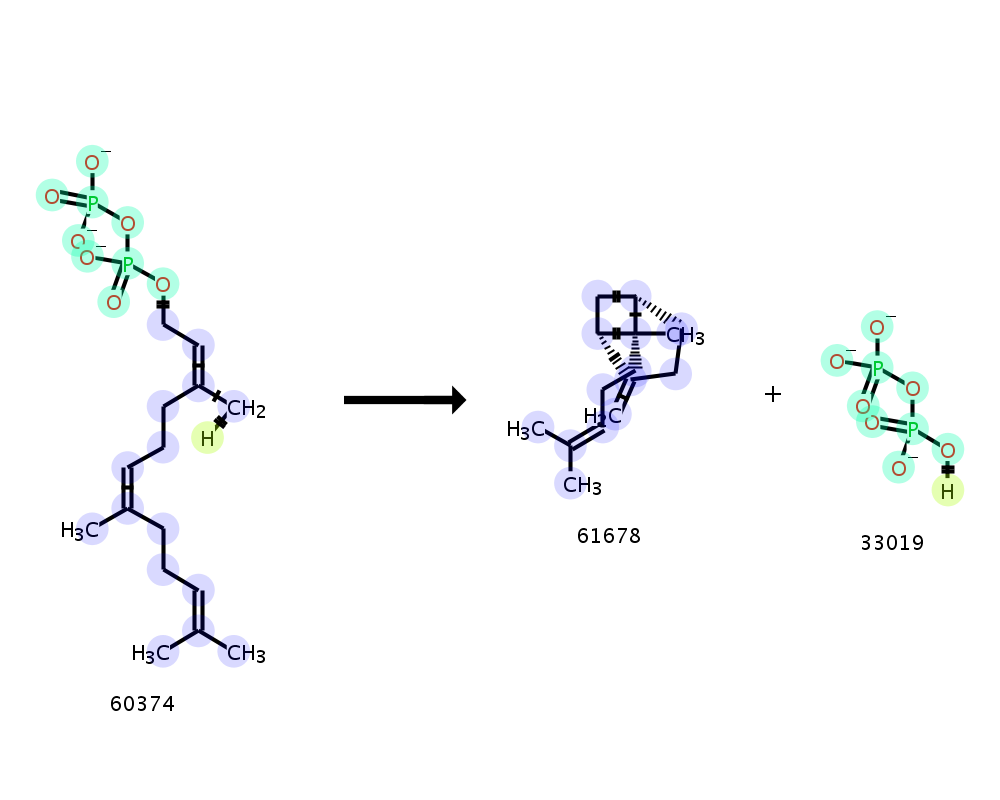 O⁻
O P
O
O⁻
O⁻ P
O
O
CH₂
H
H₃C
H₃C CH₃
60374
CH₃
H₂C
H₃C
CH₃
61678
+
O⁻
O⁻ P
O
O
O P
O
O⁻
H
33019